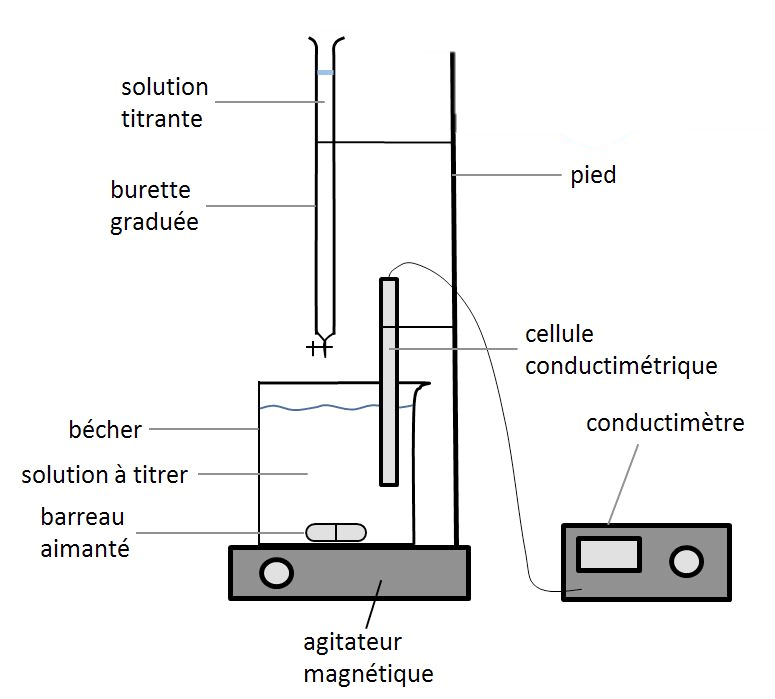 solution
titrante
burette
graduée
pied
cellule
conductimétrique
conductimètre
bécher
solution à titrer
barreau
aimanté
agitateur
magnétique